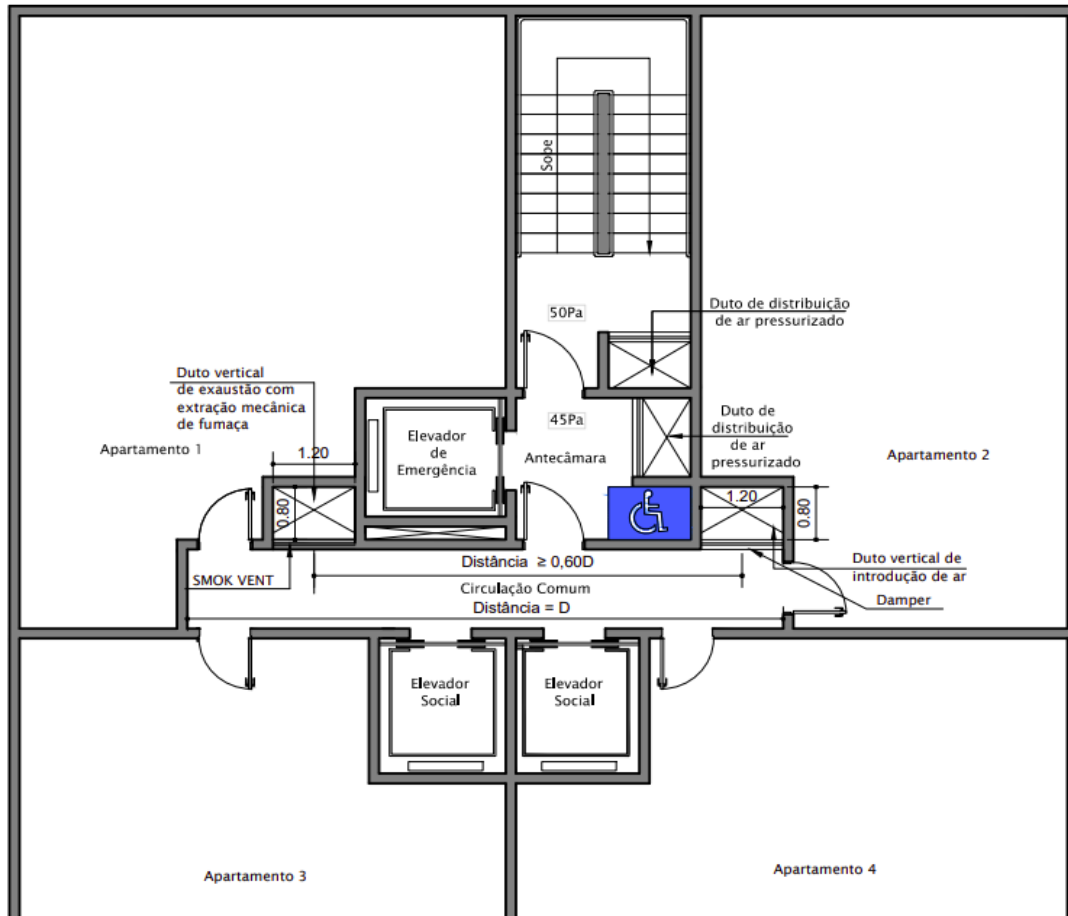 Sobe
50Pa
Duto de distribuição
de ar pressurizado
Duto vertical
de exaustão com
extração mecânica
de fumaça
45Pa
Elevador
de
Emergência
Antecâmara
Duto de
distribuição
de ar
pressurizado
Apartamento 1
Apartamento 2
1.20
0.80
1.20
0.80
Distância ≥ 0,60D
Duto vertical de
introdução de ar
SMOK VENT
Circulação Comum
Damper
Distância = D
Elevador
Social
Elevador
Social
Apartamento 3
Apartamento 4